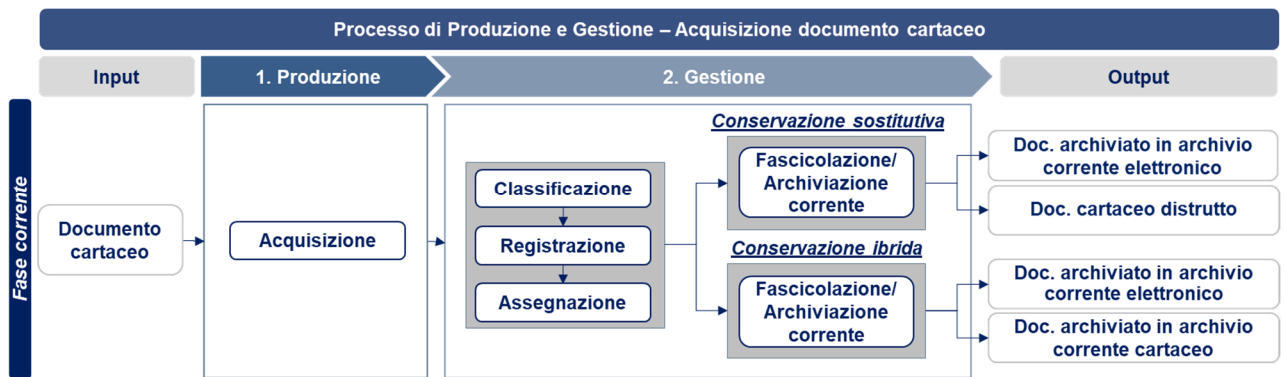 Processo di Produzione e Gestione – Acquisizione documento cartaceo
Input
1. Produzione
2. Gestione
Output
Fase corrente
Documento
cartaceo
Acquisizione
Classificazione
Registrazione
Assegnazione
Conservazione sostitutiva
Fascicolazione/
Archiviazione
corrente
Conservazione ibrida
Fascicolazione/
Archiviazione
corrente
Doc. archiviato in archivio
corrente elettronico
Doc. cartaceo distrutto
Doc. archiviato in archivio
corrente elettronico
Doc. archiviato in archivio
corrente cartaceo